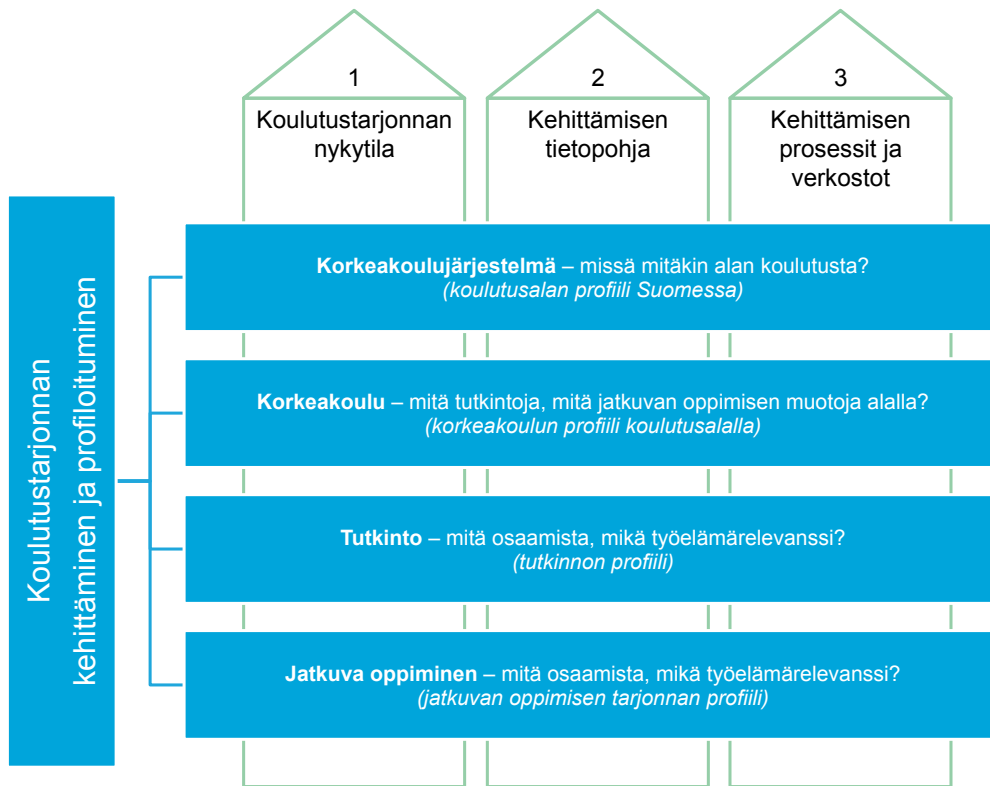 1
Koulutustarjonnan
nykytila
2
Kehittämisen
tietopohja
3
Kehittämisen
prosessit ja
verkostot
Koulutustarjonnan
kehittäminen ja profiloituminen
Korkeakoulujärjestelmä – missä mitäkin alan koulutusta?
(koulutusalan profiili Suomessa)
Korkeakoulu – mitä tutkintoja, mitä jatkuvan oppimisen muotoja alalla?
(korkeakoulun profiili koulutusalalla)
Tutkinto – mitä osaamista, mikä työelämärelevanssi?
(tutkinnon profiili)
Jatkuva oppiminen – mitä osaamista, mikä työelämärelevanssi?
(jatkuvan oppimisen tarjonnan profiili)